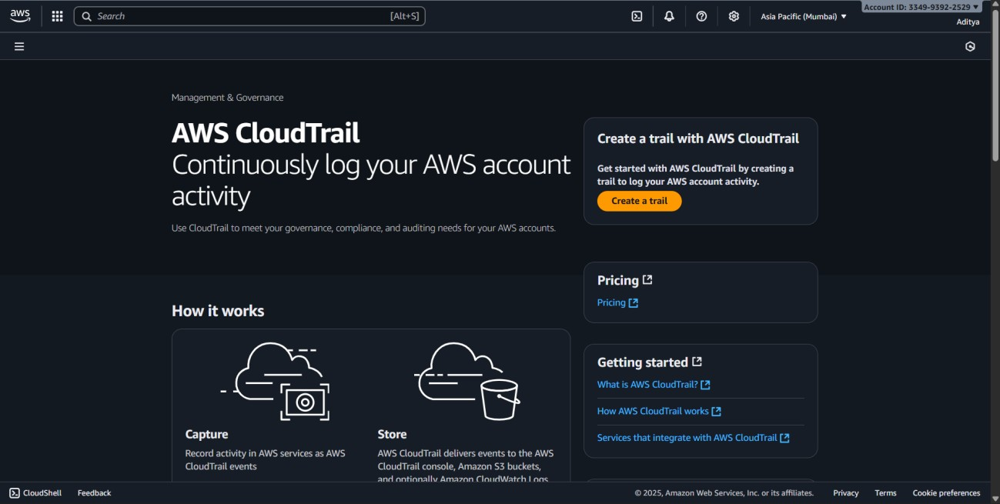 aws
Search [Alt+S]
Asia Pacific (Mumbai)
Account ID: 3349-9392-2529
Aditya
Management & Governance
AWS CloudTrail
Continuously log your AWS account
activity
Use CloudTrail to meet your governance, compliance, and auditing needs for your AWS accounts.
Create a trail with AWS CloudTrail
Get started with AWS CloudTrail by creating a
trail to log your AWS account activity.
Create a trail
Pricing
Pricing
How it works
Capture
Record activity in AWS services as AWS
CloudTrail events
Store
AWS CloudTrail delivers events to the AWS
CloudTrail console, Amazon S3 buckets,
and optionally Amazon CloudWatch Logs
Getting started
What is AWS CloudTrail?
How AWS CloudTrail works
Services that integrate with AWS CloudTrail
CloudShell
Feedback
© 2025, Amazon Web Services, Inc. or its affiliates.
Privacy
Terms
Cookie preferences